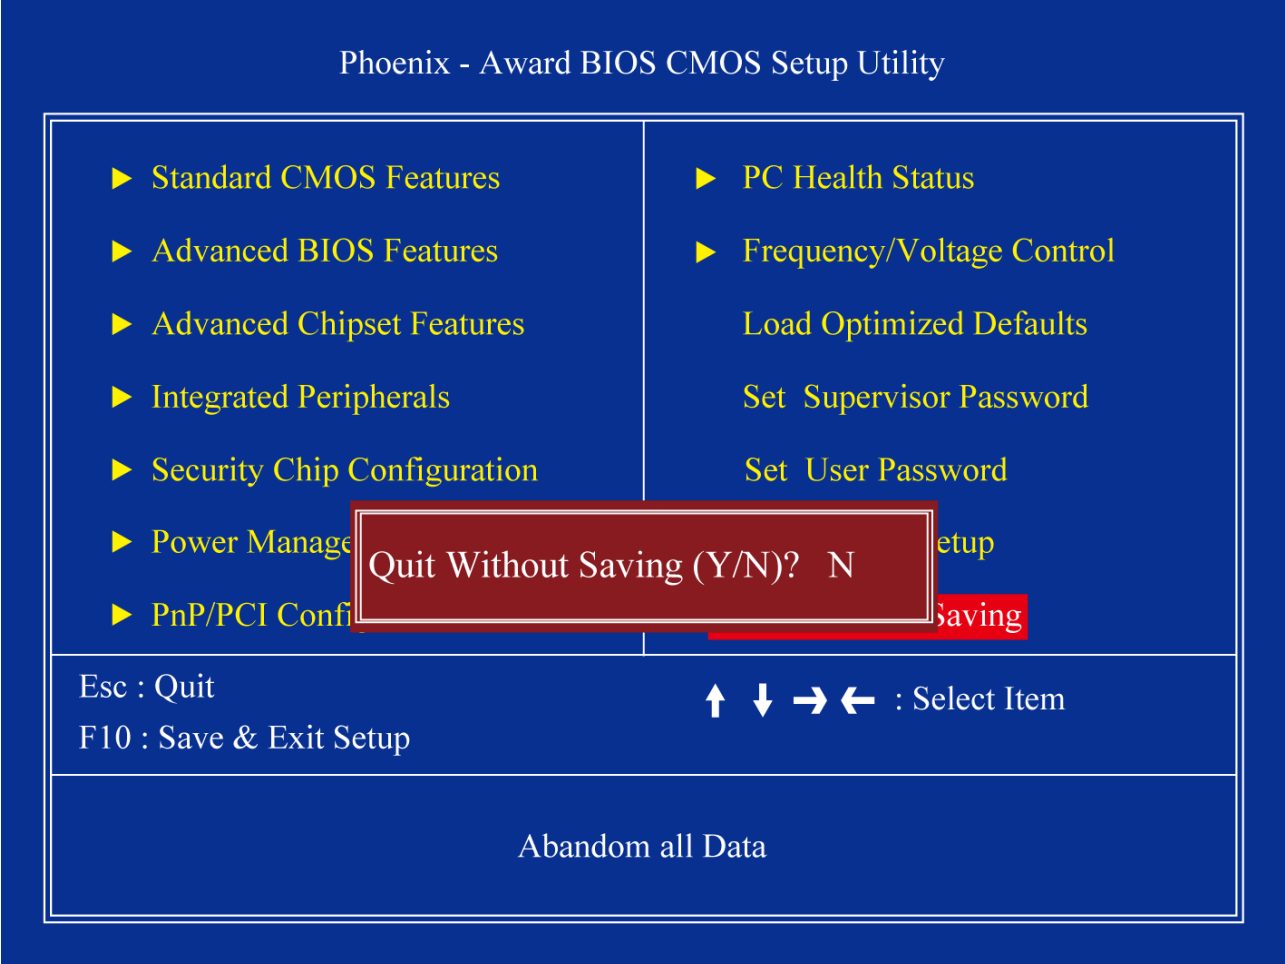 Phoenix - Award BIOS CMOS Setup Utility
Standard CMOS Features
Advanced BIOS Features
Advanced Chipset Features
Integrated Peripherals
Security Chip Configuration
Power Manage
PnP/PCI Config
PC Health Status
Frequency/Voltage Control
Load Optimized Defaults
Set Supervisor Password
Set User Password
etup
Saving
Quit Without Saving (Y/N)? N
Esc : Quit
F10 : Save & Exit Setup
: Select Item
Abandom all Data